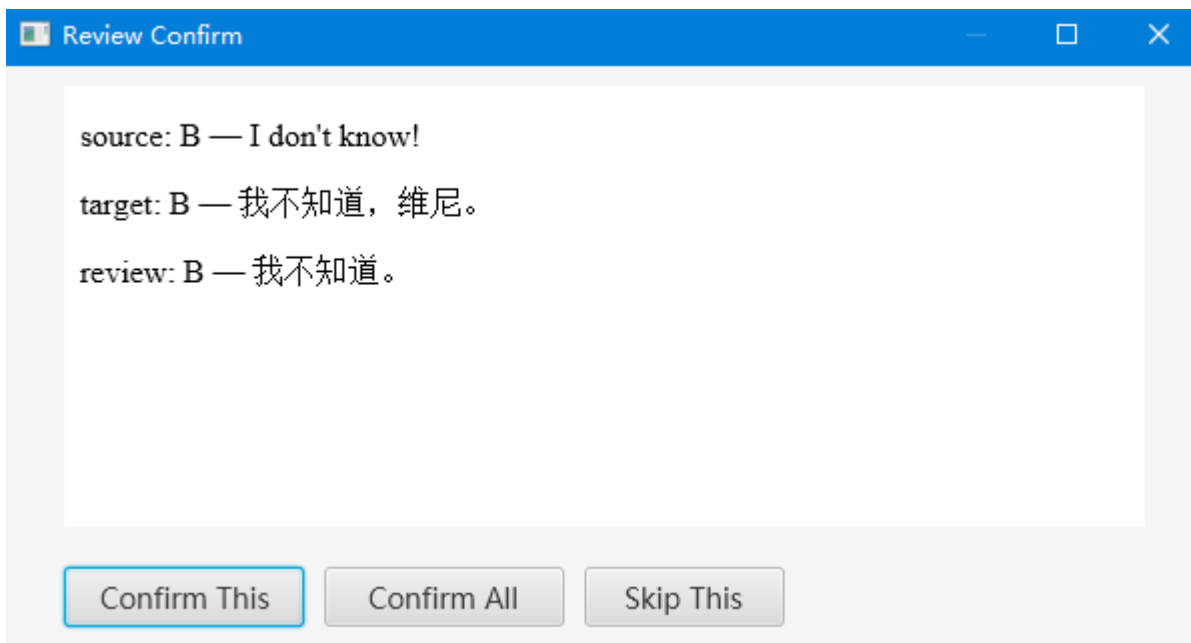 Review Confirm
source: B — I don't know!
target: B — 我不知道，维尼。
review: B — 我不知道。
Confirm This
Confirm All
Skip This